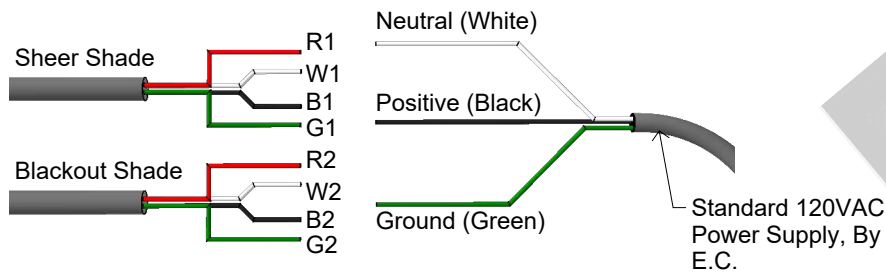 Sheer Shade
R1
W1
B1
G1
Blackout Shade
R2
W2
B2
G2
Neutral (White)
Positive (Black)
Ground (Green)
Standard 120VAC
Power Supply, By
E.C.